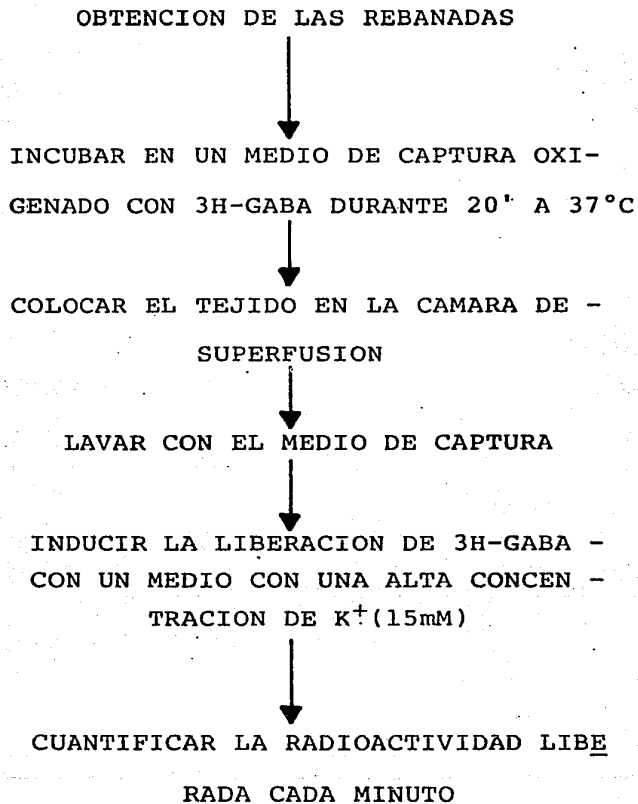 OBTENCION DE LAS REBANADAS
INCUBAR EN UN MEDIO DE CAPTURA OXI-
GENADO CON 3H-GABA DURANTE 20' A 37°C
COLOCAR EL TEJIDO EN LA CAMARA DE -
SUPERFUSION
LAVAR CON EL MEDIO DE CAPTURA
INDUCIR LA LIBERACION DE 3H-GABA -
CON UN MEDIO CON UNA ALTA CONCEN -
TRACION DE K⁺(15mM)
CUANTIFICAR LA RADIOACTIVIDAD LIBE
RADA CADA MINUTO